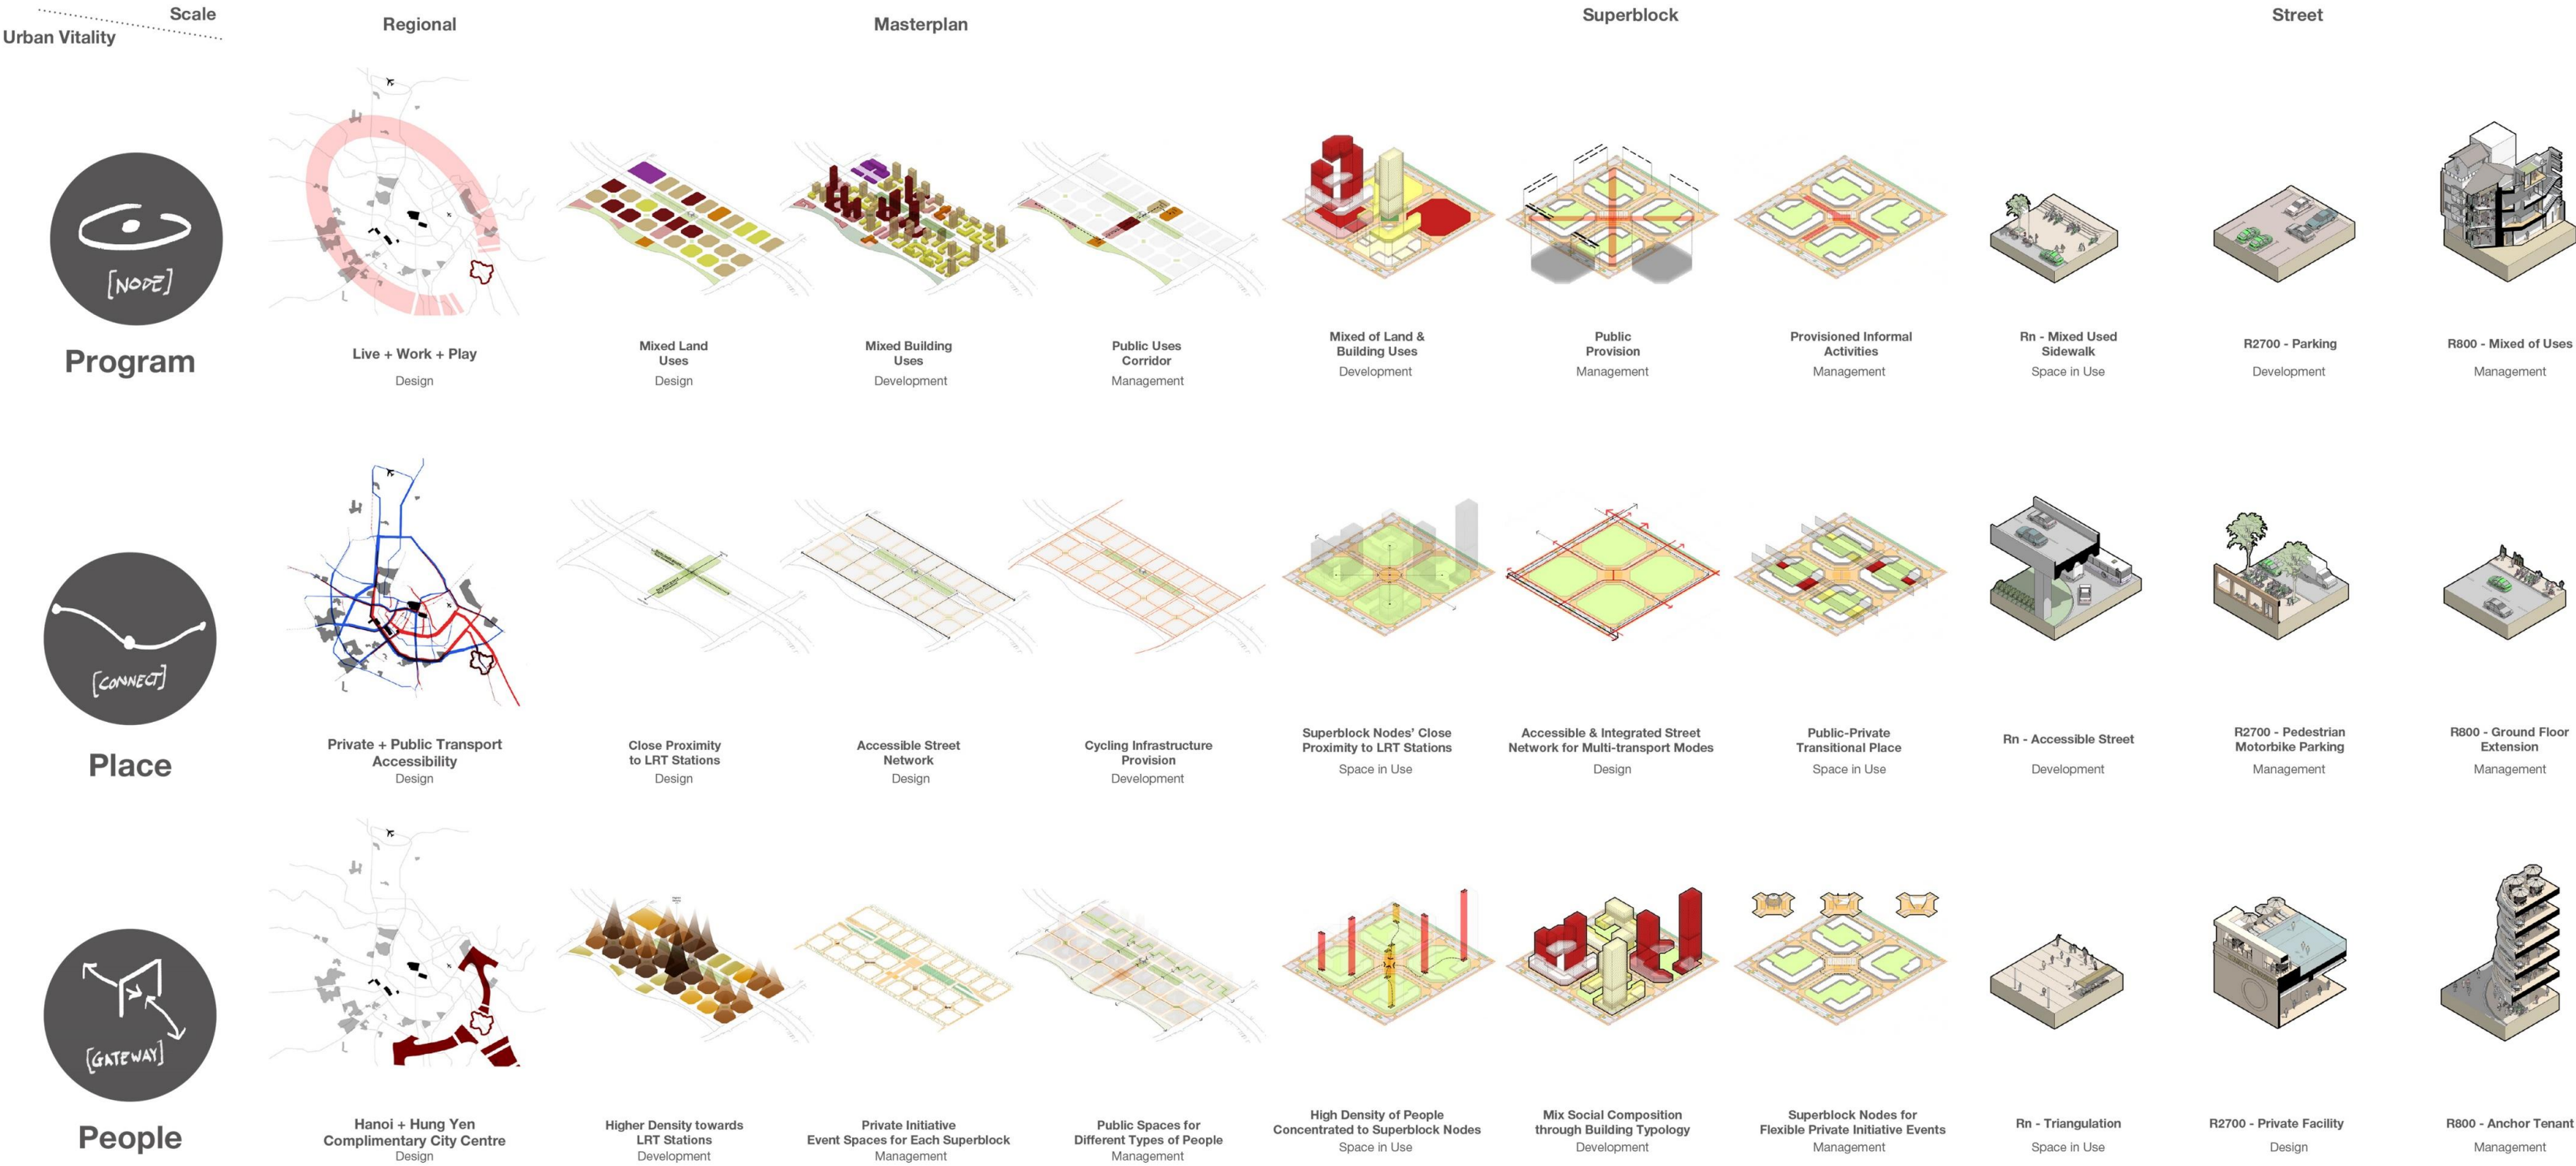 Scale
Urban Vitality
Regional
Masterplan
Superblock
Street
[NODE]
Program
Live + Work + Play
Design
Mixed Land
Uses
Design
Mixed Building
Uses
Development
Public Uses
Corridor
Management
Mixed of Land &
Building Uses
Development
Public
Provision
Management
Provisioned Informal
Activities
Management
Rn - Mixed Used
Sidewalk
Space in Use
R2700 - Parking
Development
R800 - Mixed of Uses
Management
[CONNECT]
Place
Private + Public Transport
Accessibility
Design
Close Proximity
to LRT Stations
Design
Accessible Street
Network
Design
Cycling Infrastructure
Provision
Development
Superblock Nodes' Close
Proximity to LRT Stations
Space in Use
Accessible & Integrated Street
Network for Multi-transport Modes
Design
Public-Private
Transitional Place
Space in Use
Rn - Accessible Street
Development
R2700 - Pedestrian
Motorbike Parking
Management
R800 - Ground Floor
Extension
Management
[GATEWAY]
People
Hanoi + Hung Yen
Complimentary City Centre
Design
Higher Density towards
LRT Stations
Development
Private Initiative
Event Spaces for Each Superblock
Management
Public Spaces for
Different Types of People
Management
High Density of People
Concentrated to Superblock Nodes
Space in Use
Mix Social Composition
through Building Typology
Development
Superblock Nodes for
Flexible Private Initiative Events
Management
Rn - Triangulation
Space in Use
R2700 - Private Facility
Design
R800 - Anchor Tenant
Management